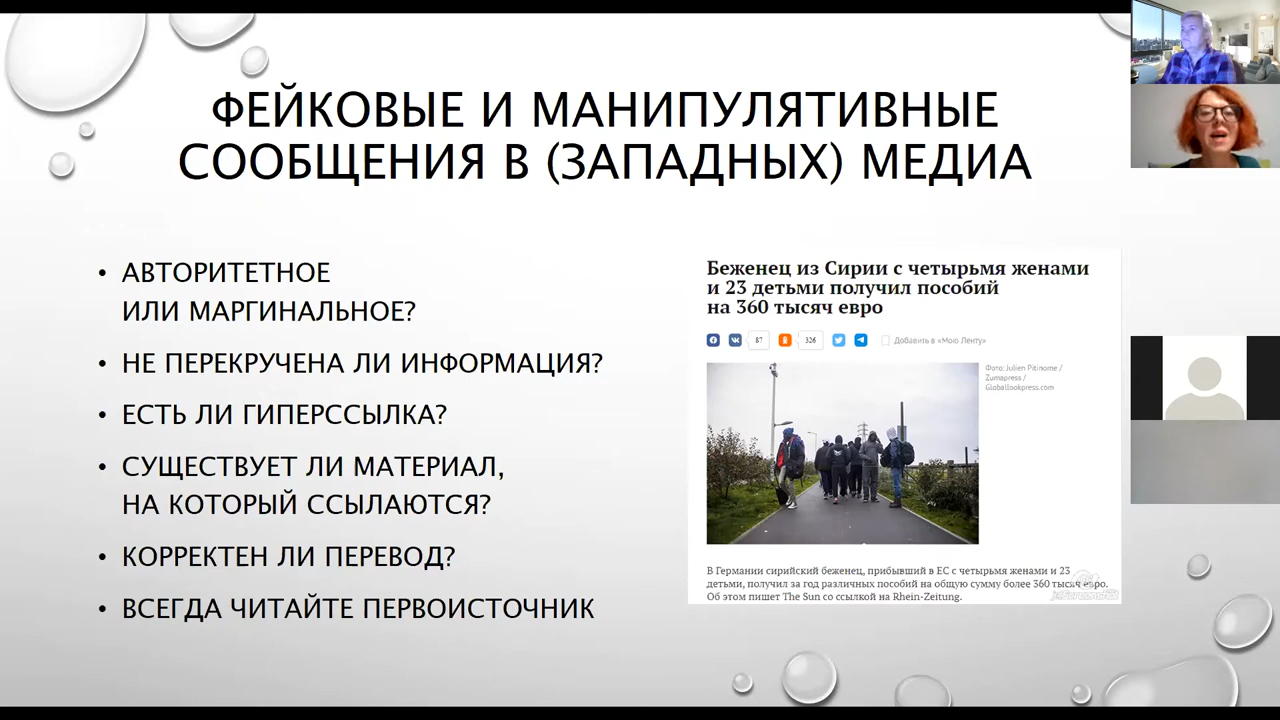 ФЕЙКОВЫЕ И МАНИПУЛЯТИВНЫЕ
СООБЩЕНИЯ В (ЗАПАДНЫХ) МЕДИА
• АВТОРИТЕТНОЕ
ИЛИ МАРГИНАЛЬНОЕ?
• НЕ ПЕРЕКРУЧЕНА ЛИ ИНФОРМАЦИЯ?
• ЕСТЬ ЛИ ГИПЕРССЫЛКА?
• СУЩЕСТВУЕТ ЛИ МАТЕРИАЛ,
НА КОТОРЫЙ ССЫЛАЮТСЯ?
• КОРРЕКТЕН ЛИ ПЕРЕВОД?
• ВСЕГДА ЧИТАЙТЕ ПЕРВОИСТОЧНИК
Беженец из Сирии с четырьмя женами
и 23 детьми получил пособий
на 360 тысяч евро
87
326
Добавить в «Мою Ленту»
Фото: Julien Pitinome /
Zumapress /
Globallookpress.com
В Германии сирийский беженец, прибывший в ЕС с четырьмя женами и 23
детьми, получил за год различных пособий на общую сумму более 360 тысяч евро.
Об этом пишет The Sun со ссылкой на Rhein-Zeitung.